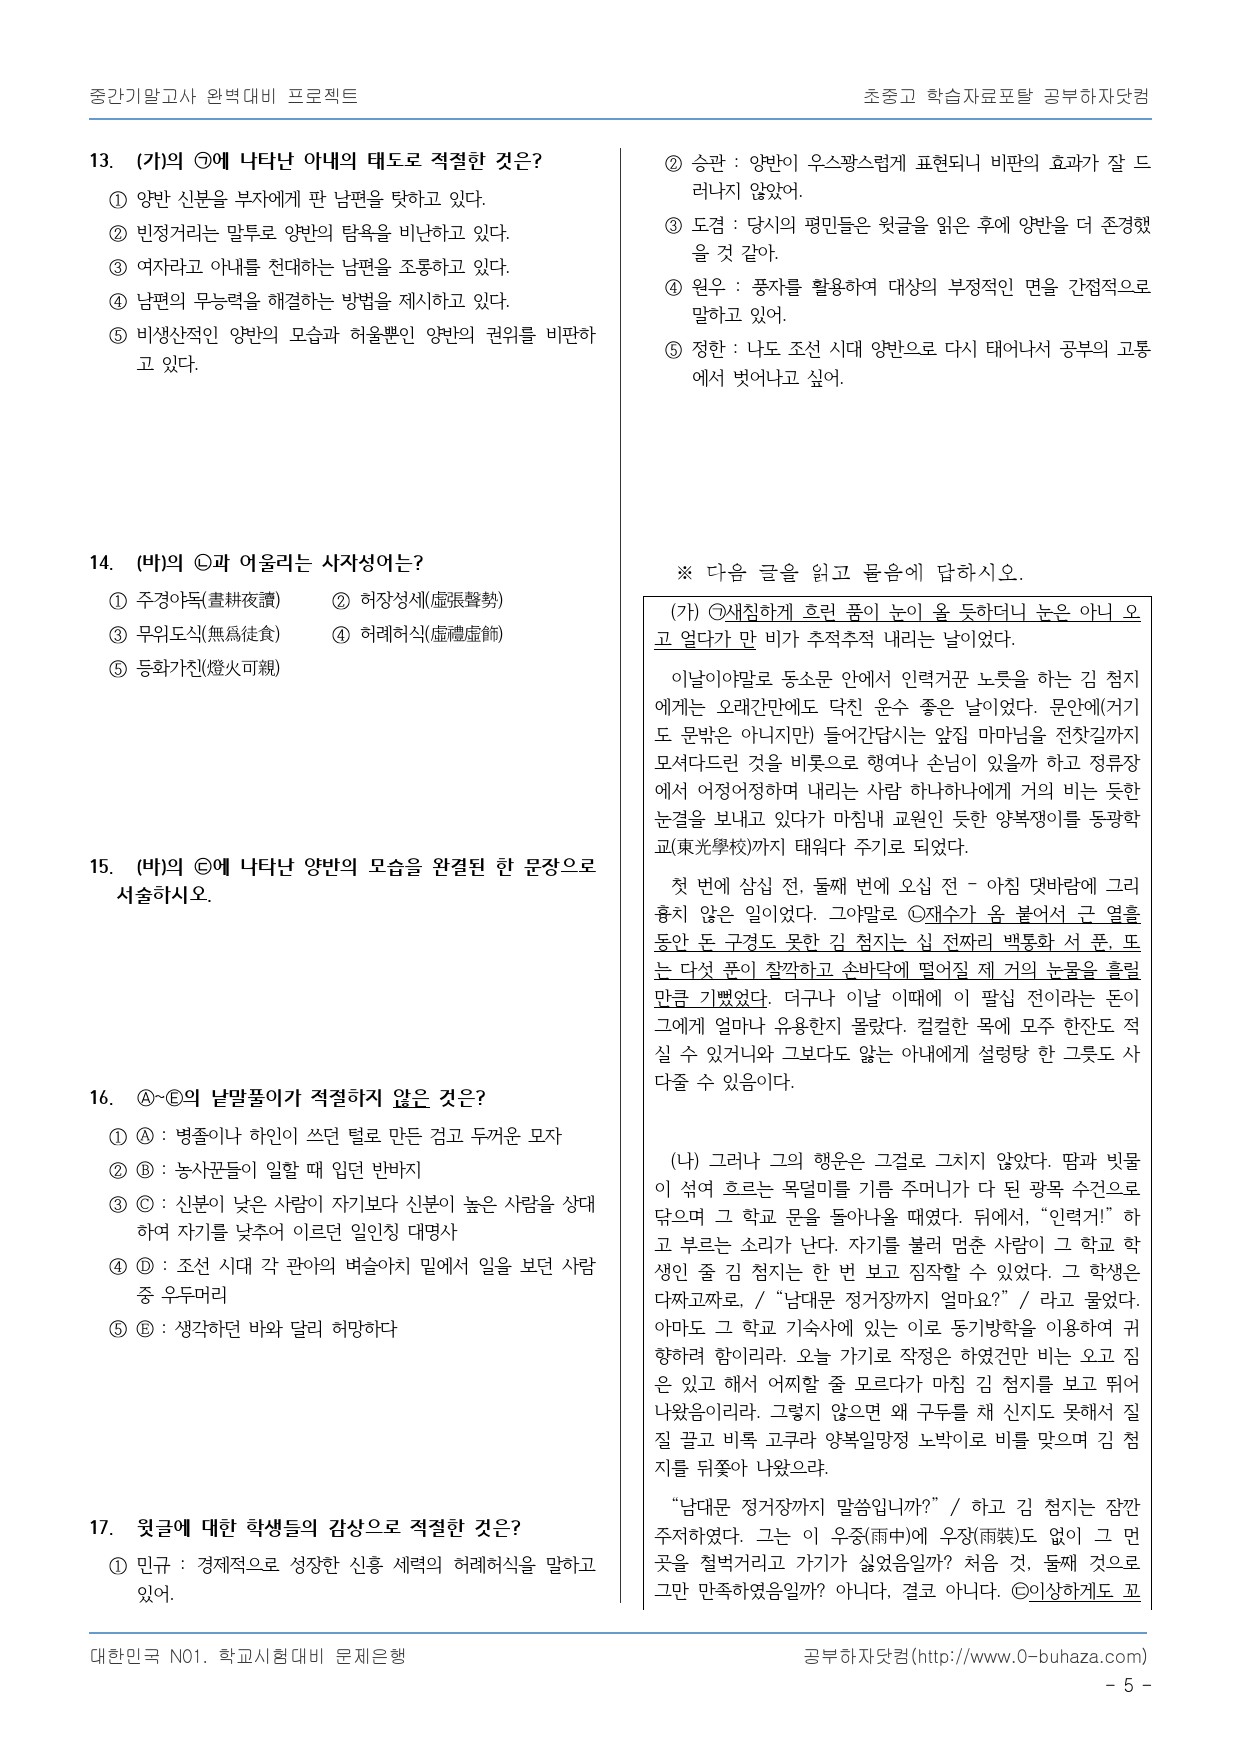 중간기말고사 완벽대비 프로젝트
초중고 학습자료포탈 공부하자닷컴
13. (가)의 ㉠에 나타난 아내의 태도로 적절한 것은?
① 양반 신분을 부자에게 판 남편을 탓하고 있다.
② 빈정거리는 말투로 양반의 탐욕을 비난하고 있다.
③ 여자라고 아내를 천대하는 남편을 조롱하고 있다.
④ 남편의 무능력을 해결하는 방법을 제시하고 있다.
⑤ 비생산적인 양반의 모습과 허울뿐인 양반의 권위를 비판하
고 있다.
14. (바)의 ㉡과 어울리는 사자성어는?
① 주경야독(晝耕夜讀) ② 허장성세(虛張聲勢)
③ 무위도식(無爲徒食) ④ 허례허식(虛禮虛飾)
⑤ 등화가친(燈火可親)
15. (바)의 ㉢에 나타난 양반의 모습을 완결된 한 문장으로
서술하시오.
16. Ⓐ~Ⓔ의 낱말풀이가 적절하지 않은 것은?
① Ⓐ : 병졸이나 하인이 쓰던 털로 만든 검고 두꺼운 모자
② Ⓑ : 농사꾼들이 일할 때 입던 반바지
③ Ⓒ : 신분이 낮은 사람이 자기보다 신분이 높은 사람을 상대
하여 자기를 낮추어 이르던 일인칭 대명사
④ Ⓓ : 조선 시대 각 관아의 벼슬아치 밑에서 일을 보던 사람
중 우두머리
⑤ Ⓔ : 생각하던 바와 달리 허망하다
17. 윗글에 대한 학생들의 감상으로 적절한 것은?
① 민규 : 경제적으로 성장한 신흥 세력의 허례허식을 말하고
있어.
② 승관 : 양반이 우스꽝스럽게 표현되니 비판의 효과가 잘 드
러나지 않았어.
③ 도겸 : 당시의 평민들은 윗글을 읽은 후에 양반을 더 존경했
을 것 같아.
④ 원우 : 풍자를 활용하여 대상의 부정적인 면을 간접적으로
말하고 있어.
⑤ 정한 : 나도 조선 시대 양반으로 다시 태어나서 공부의 고통
에서 벗어나고 싶어.
※ 다음 글을 읽고 물음에 답하시오.
(가) ㉠새침하게 흐린 품이 눈이 올 듯하더니 눈은 아니 오
고 얼다가 만 비가 추적추적 내리는 날이었다.
이날이야말로 동소문 안에서 인력거꾼 노릇을 하는 김 첨지
에게는 오래간만에도 닥친 운수 좋은 날이었다. 문안에(거기
도 문밖은 아니지만) 들어간답시는 앞집 마마님을 전찻길까지
모셔다드린 것을 비롯으로 행여나 손님이 있을까 하고 정류장
에서 어정어정하며 내리는 사람 하나하나에게 거의 비는 듯한
눈결을 보내고 있다가 마침내 교원인 듯한 양복쟁이를 동광학
교(東光學校)까지 태워다 주기로 되었다.
첫 번에 삼십 전, 둘째 번에 오십 전 - 아침 댓바람에 그리
흉치 않은 일이었다. 그야말로 ㉡재수가 옴 붙어서 근 열흘
동안 돈 구경도 못한 김 첨지는 십 전짜리 백통화 서 푼, 또
는 다섯 푼이 찰깍하고 손바닥에 떨어질 제 거의 눈물을 흘릴
만큼 기뻤었다. 더구나 이날 이때에 이 팔십 전이라는 돈이
그에게 얼마나 유용한지 몰랐다. 컬컬한 목에 모주 한잔도 적
실 수 있거니와 그보다도 앓는 아내에게 설렁탕 한 그릇도 사
다줄 수 있음이다.
(나) 그러나 그의 행운은 그걸로 그치지 않았다. 땀과 빗물
이 섞여 흐르는 목덜미를 기름 주머니가 다 된 광목 수건으로
닦으며 그 학교 문을 돌아나올 때였다. 뒤에서, “인력거!” 하
고 부르는 소리가 난다. 자기를 불러 멈춘 사람이 그 학교 학
생인 줄 김 첨지는 한 번 보고 짐작할 수 있었다. 그 학생은
다짜고짜로, / “남대문 정거장까지 얼마요?” / 라고 물었다.
아마도 그 학교 기숙사에 있는 이로 동기방학을 이용하여 귀
향하려 함이리라. 오늘 가기로 작정은 하였건만 비는 오고 짐
은 있고 해서 어찌할 줄 모르다가 마침 김 첨지를 보고 뛰어
나왔음이리라. 그렇지 않으면 왜 구두를 채 신지도 못해서 질
질 끌고 비록 고쿠라 양복일망정 노박이로 비를 맞으며 김 첨
지를 뒤쫓아 나왔으랴.
“남대문 정거장까지 말씀입니까?” / 하고 김 첨지는 잠깐
주저하였다. 그는 이 우중(雨中)에 우장(雨裝)도 없이 그 먼
곳을 철벅거리고 가기가 싫었음일까? 처음 것, 둘째 것으로
그만 만족하였음일까? 아니다, 결코 아니다. ㉢이상하게도 꼬
대한민국 NO1. 학교시험대비 문제은행
공부하자닷컴(http://www.0-buhaza.com)
- 5 -